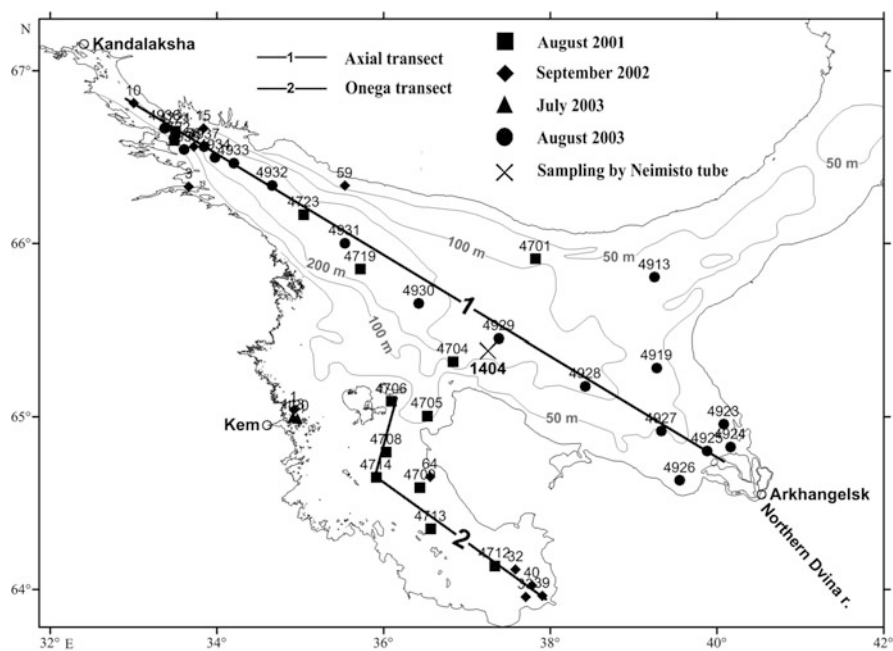 N
67°
66°
65°
64°
32° E
34°
36°
38°
40°
42°
Kandalaksha
1 Axial transect
2 Onega transect
August 2001
September 2002
July 2003
August 2003
Sampling by Neimisto tube
10
15
4933
3
59
4932
4723
4931
4719
4930
4701
4913
50 m
100 m
50 m
200 m
100 m
50 m
1
4929
4704
1404
4928
4919
4706
4705
4927
4923
4924
4925
4926
1
Kem
4708
4714
64
4713
2
4712
32
40
39
Arkhangelsk
Northern Dvina r.